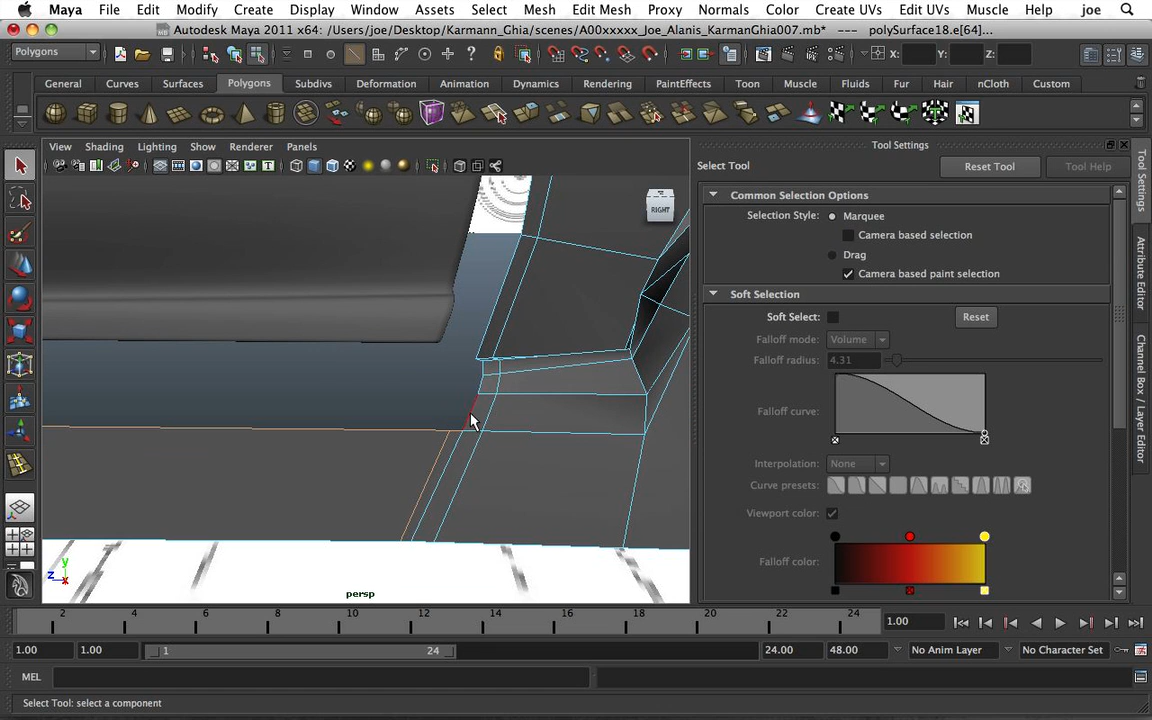 Maya File Edit Modify Create Display Window Assets Select Mesh Edit Mesh Proxy Normals Color Create UVs Edit UVs Muscle Help joe
Autodesk Maya 2011 x64: /Users/joe/Desktop/Karmann_Ghia/scenes/A00xxxxx_Joe_Alanis_KarmanGhia007.mb* --- polySurface18.e[64]...
Polygons X: Y: Z:
General Curves Surfaces Polygons Subdivs Deformation Animation Dynamics Rendering PaintEffects Toon Muscle Fluids Fur Hair nCloth Custom
View Shading Lighting Show Renderer Panels
Tool Settings
Select Tool Reset Tool Tool Help
Common Selection Options
Selection Style: Marquee
Camera based selection
Drag
Camera based paint selection
Soft Selection
Soft Select: Reset
Falloff mode: Volume
Falloff radius: 4.31
Falloff curve:
Interpolation: None
Curve presets:
Viewport color:
Falloff color:
Tool Settings
Attribute Editor
Channel Box / Layer Editor
RIGHT
y
z
x
persp
2 4 6 8 10 12 14 16 18 20 22 24 1.00
1.00 1.00 1 24 24.00 48.00 No Anim Layer No Character Set
MEL
Select Tool: select a component